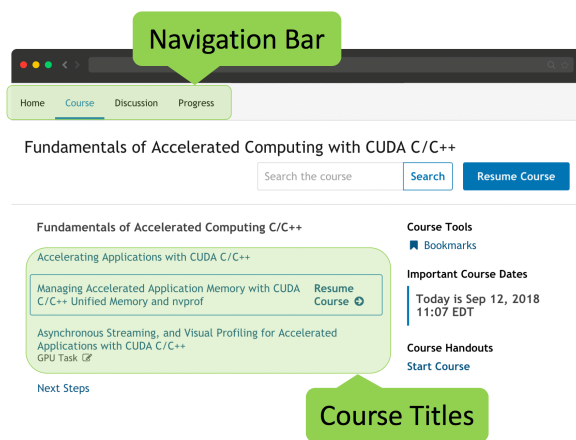 Navigation Bar
Home Course Discussion Progress
Fundamentals of Accelerated Computing with CUDA C/C++
Search the course Search Resume Course
Fundamentals of Accelerated Computing C/C++
Accelerating Applications with CUDA C/C++
Managing Accelerated Application Memory with CUDA
C/C++ Unified Memory and nvprof
Resume
Course
Asynchronous Streaming, and Visual Profiling for Accelerated
Applications with CUDA C/C++
GPU Task
Next Steps
Course Tools
Bookmarks
Important Course Dates
Today is Sep 12, 2018
11:07 EDT
Course Handouts
Start Course
Course Titles